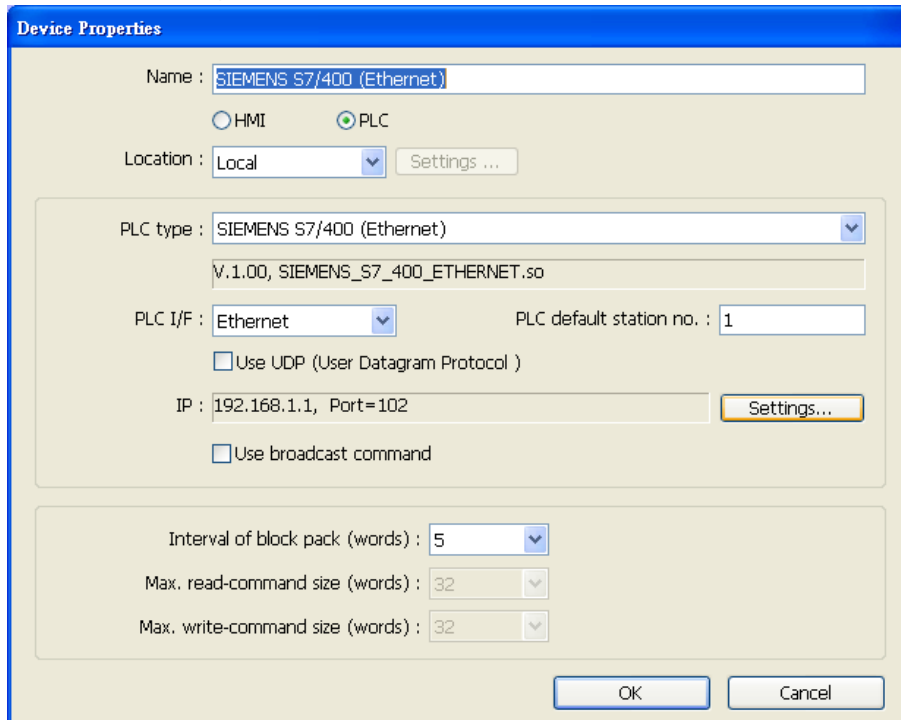 Device Properties
Name : SIEMENS S7/400 (Ethernet)
HMI PLC
Location : Local Settings ...
PLC type : SIEMENS S7/400 (Ethernet)
V.1.00, SIEMENS_S7_400_ETHERNET.so
PLC I/F : Ethernet PLC default station no. : 1
Use UDP (User Datagram Protocol )
IP : 192.168.1.1, Port=102 Settings...
Use broadcast command
Interval of block pack (words) : 5
Max. read-command size (words) : 32
Max. write-command size (words) : 32
OK Cancel